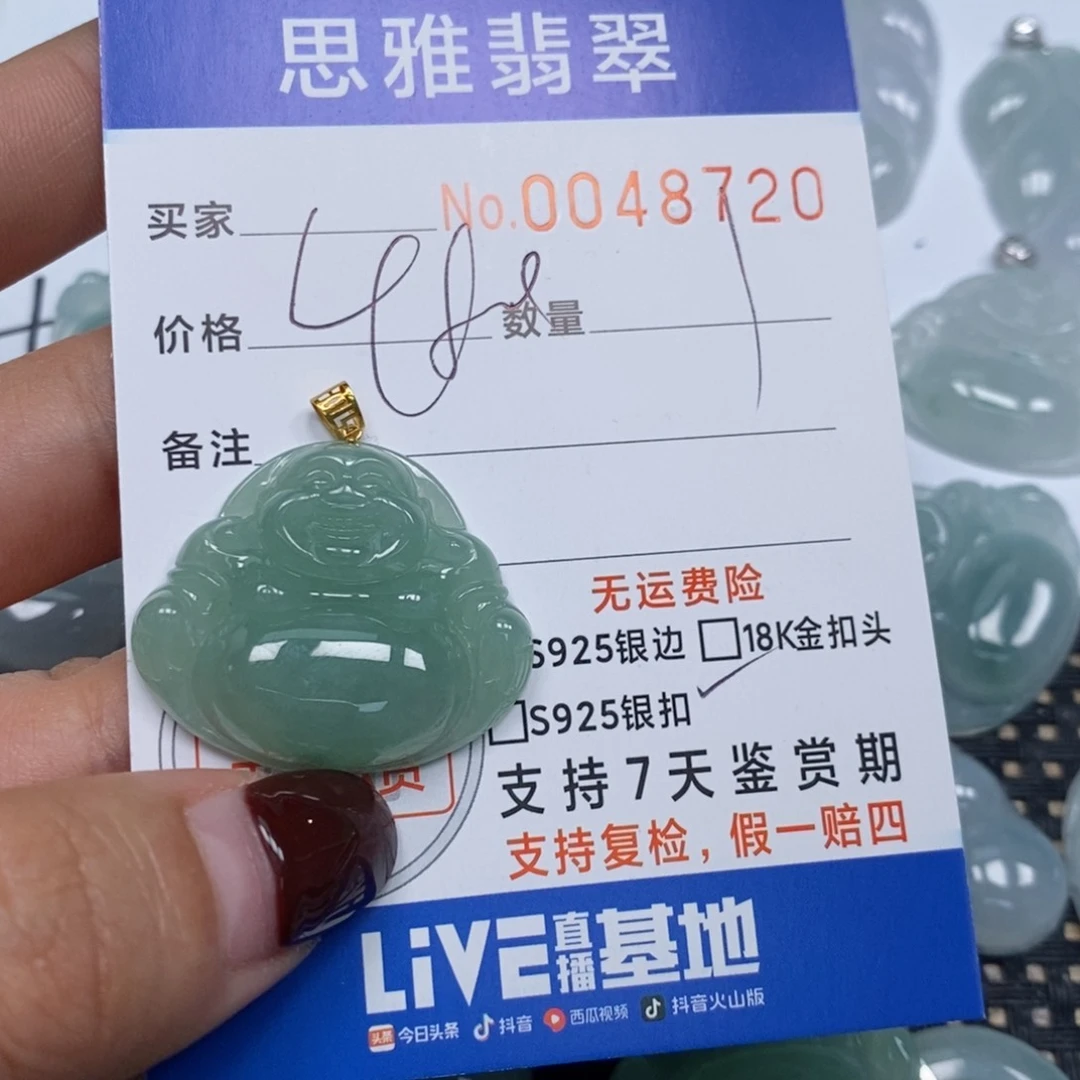 思雅翡翠
买家 No.0048720
价格 数量 1
备注
无运费险
S925银边 □18K金扣头
□S925银扣
支持7天鉴赏期
支持复检，假一赔四
LiVE直播基地
头条 今日头条 抖音 西瓜视频 抖音火山版